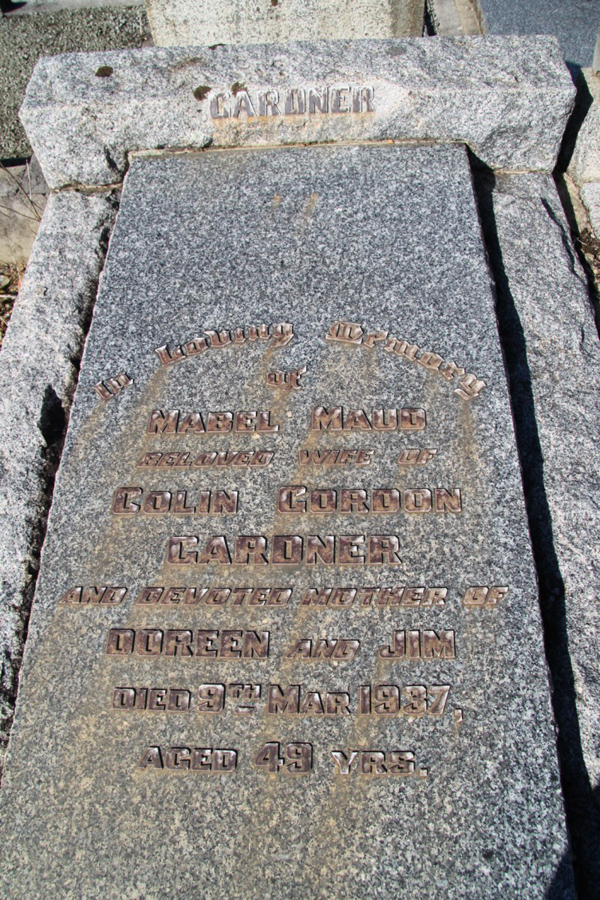 GARDNER
In Loving Memory
of
MABEL MAUD
BELOVED WIFE OF
COLIN GORDON
GARDNER
AND DEVOTED MOTHER OF
DOREEN AND JIM
DIED 9TH MAR 1937,
AGED 49 YRS.